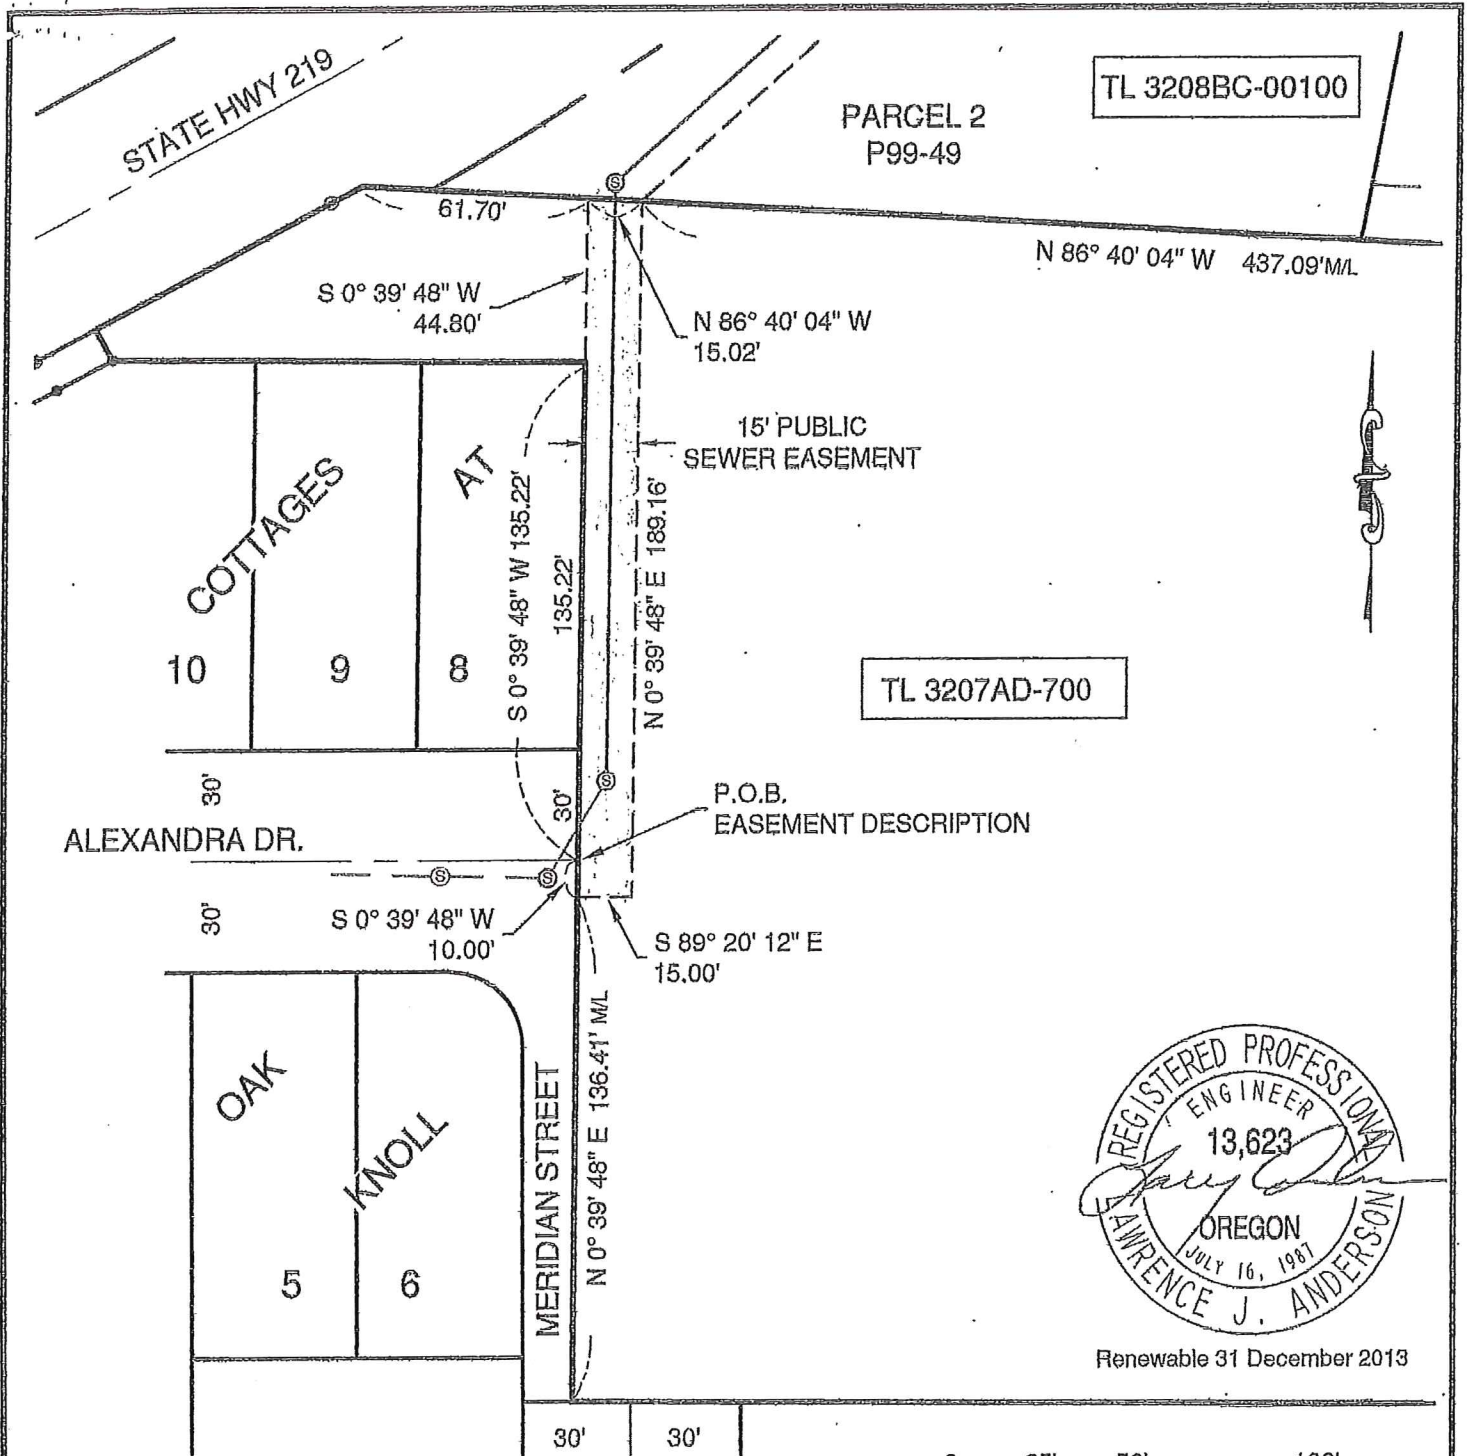 STATE HWY 219
TL 3208BC-00100
PARCEL 2
P99-49
61.70'
N 86° 40' 04" W 437.09'M/L
S 0° 39' 48" W
44.80'
N 86° 40' 04" W
15.02'
15' PUBLIC
SEWER EASEMENT
COTTAGES
AT
S 0° 39' 48" W 135.22'
135.22'
N 0° 39' 48" E 189.16'
10
9
8
TL 3207AD-700
30'
30'
P.O.B.
EASEMENT DESCRIPTION
ALEXANDRA DR.
S
S
S
S
30'
S 0° 39' 48" W
10.00'
S 89° 20' 12" E
15.00'
OAK
KNOLL
5
6
MERIDIAN STREET
N 0° 39' 48" E 136.41' M/L
REGISTERED PROFESSIONAL
ENGINEER
13,623
OREGON
JULY 16, 1987
LAWRENCE J. ANDERSON
Renewable 31 December 2013
30'
30'